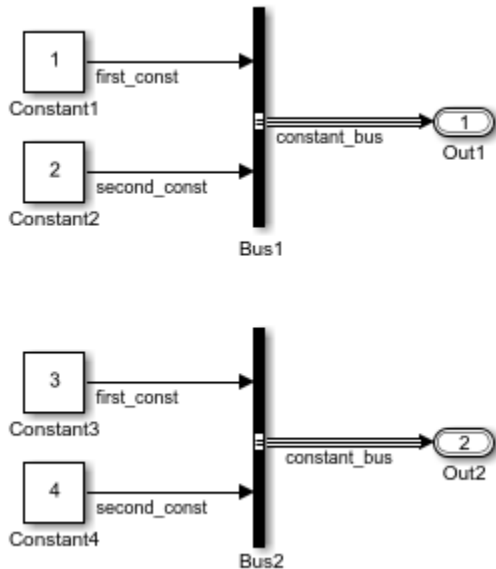 1
first_const
Constant1
2
second_const
Constant2
Bus1
constant_bus
1
Out1
3
first_const
Constant3
4
second_const
Constant4
Bus2
constant_bus
2
Out2